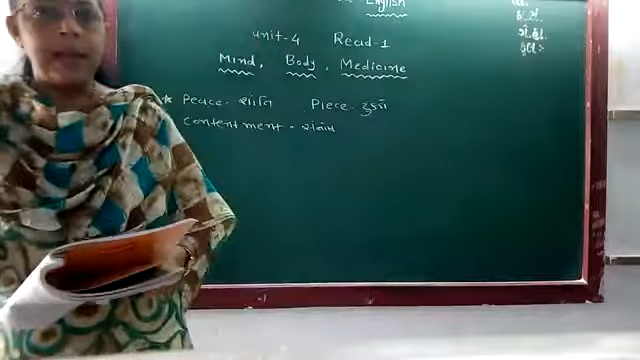 English
unit-4 Read-1
Mind, Body, Medicine
* Peace - શાંતિ Piece - ટુકડો
contentment - સંતોષ